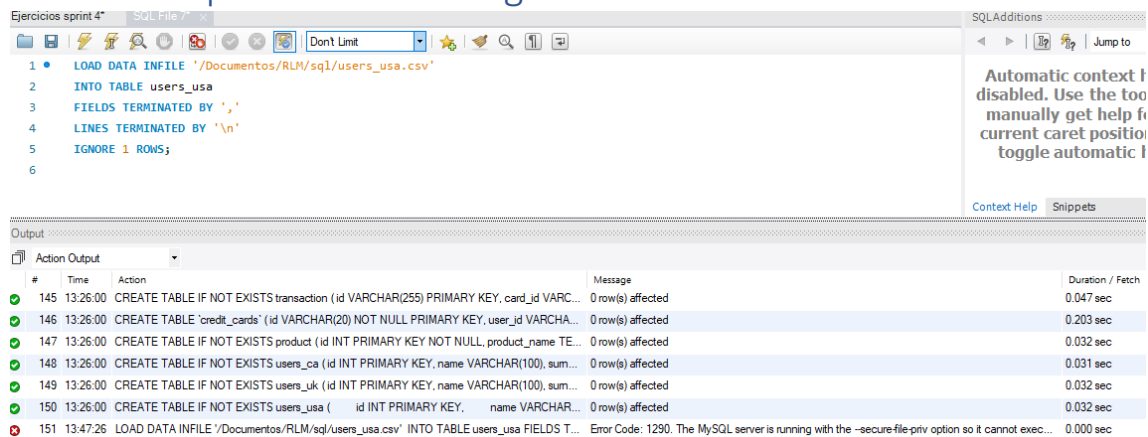 Ejercicios sprint 4*
SQL File 7*
SQLAdditions
Don't Limit
Jump to
1 LOAD DATA INFILE '/Documentos/RLM/sql/users_usa.csv'
2 INTO TABLE users_usa
3 FIELDS TERMINATED BY ','
4 LINES TERMINATED BY '\n'
5 IGNORE 1 ROWS;
6
Automatic context
disabled. Use the
manually get help
current caret
toggle automatic
Context Help Snippets
Output
Action Output
# Time Action Message Duration / Fetch
145 13:26:00 CREATE TABLE IF NOT EXISTS transaction ( id VARCHAR(255) PRIMARY KEY, card_id VARC... 0 row(s) affected 0.047 sec
146 13:26:00 CREATE TABLE `credit_cards` ( id VARCHAR(20) NOT NULL PRIMARY KEY, user_id VARCHA... 0 row(s) affected 0.203 sec
147 13:26:00 CREATE TABLE IF NOT EXISTS product ( id INT PRIMARY KEY NOT NULL, product_name TE... 0 row(s) affected 0.032 sec
148 13:26:00 CREATE TABLE IF NOT EXISTS users_ca ( id INT PRIMARY KEY, name VARCHAR(100), sum... 0 row(s) affected 0.031 sec
149 13:26:00 CREATE TABLE IF NOT EXISTS users_uk ( id INT PRIMARY KEY, name VARCHAR(100), sum... 0 row(s) affected 0.032 sec
150 13:26:00 CREATE TABLE IF NOT EXISTS users_usa ( id INT PRIMARY KEY, name VARCHAR... 0 row(s) affected 0.032 sec
151 13:47:26 LOAD DATA INFILE '/Documentos/RLM/sql/users_usa.csv' INTO TABLE users_usa FIELDS T... Error Code: 1290. The MySQL server is running with the --secure-file-priv option so it cannot exec... 0.000 sec